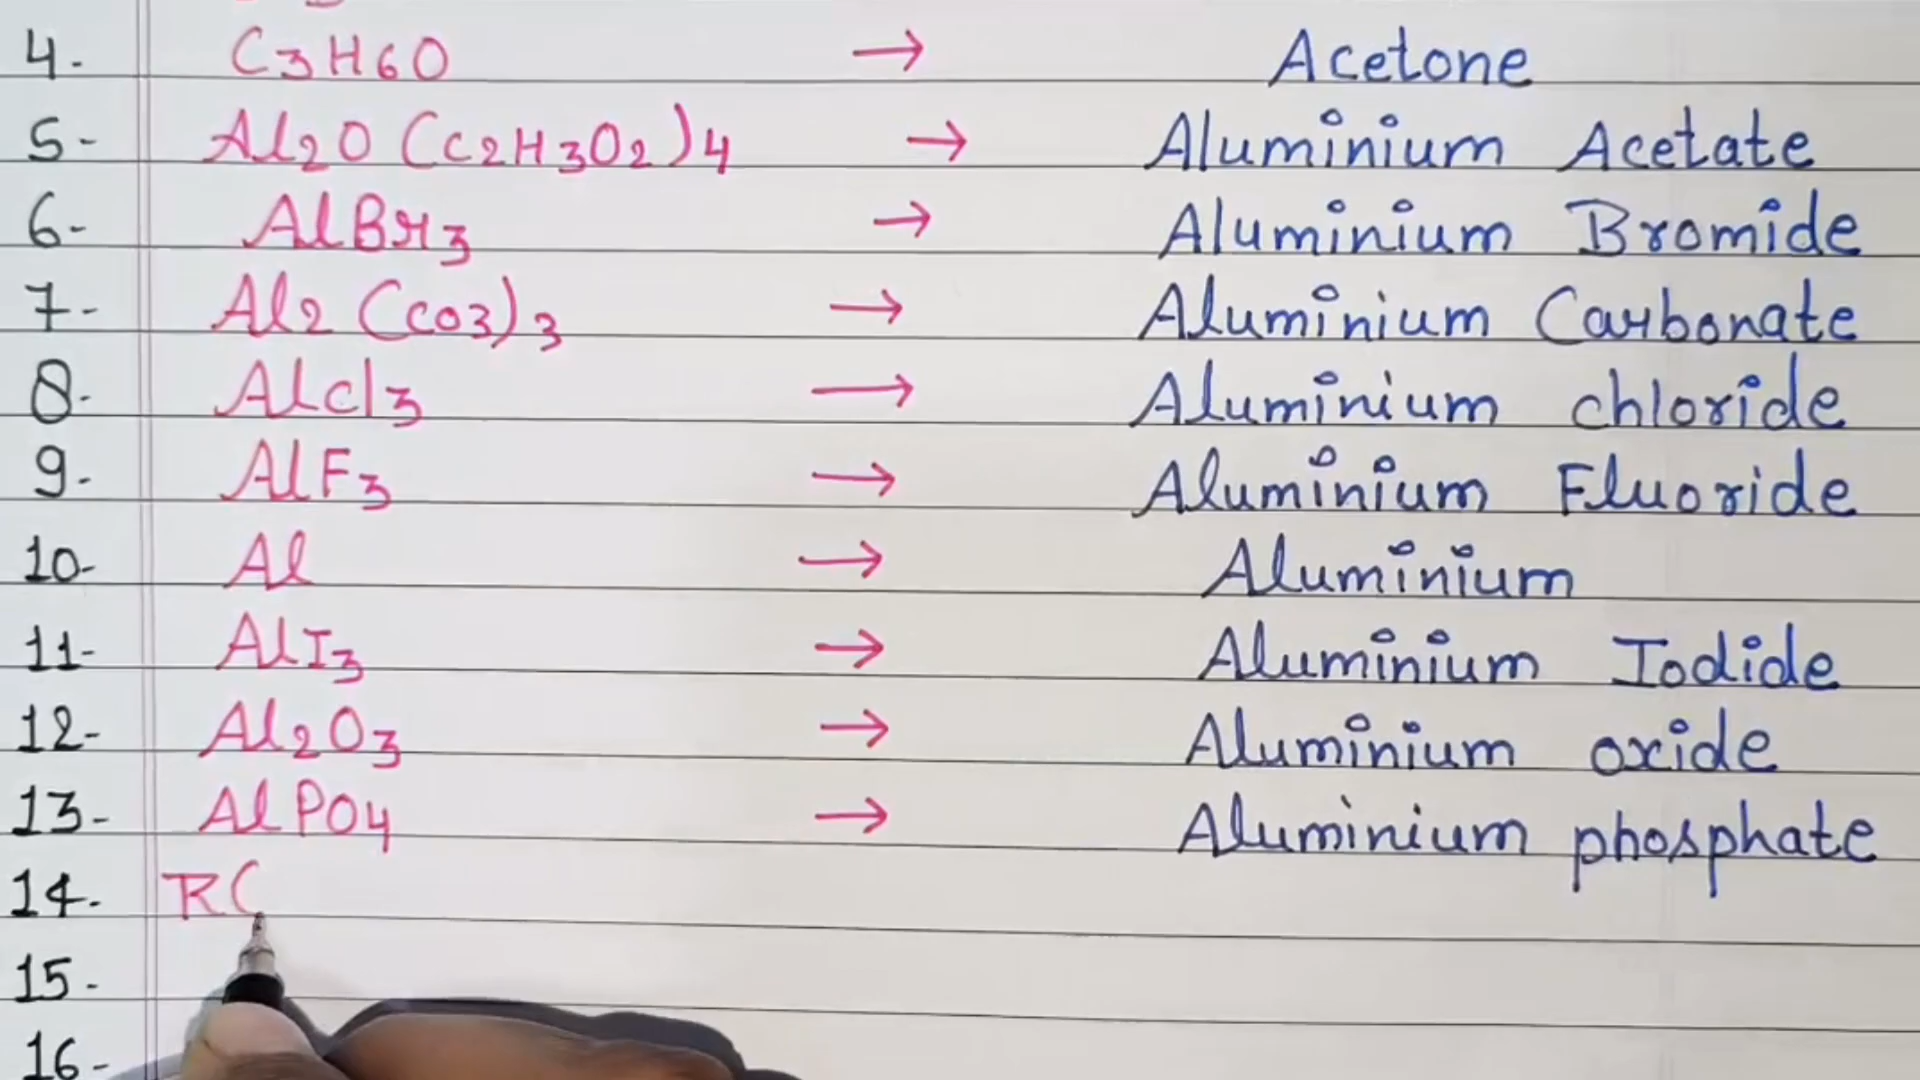 4. C3H6O → Acetone
5- Al2O (C2H3O2)4 → Aluminium Acetate
6- AlBr3 → Aluminium Bromide
7- Al2 (CO3)3 → Aluminium Carbonate
8- AlCl3 → Aluminium chloride
9- AlF3 → Aluminium Fluoride
10- Al → Aluminium
11- AlI3 → Aluminium Iodide
12- Al2O3 → Aluminium oxide
13- AlPO4 → Aluminium phosphate
14- RC
15-
16-